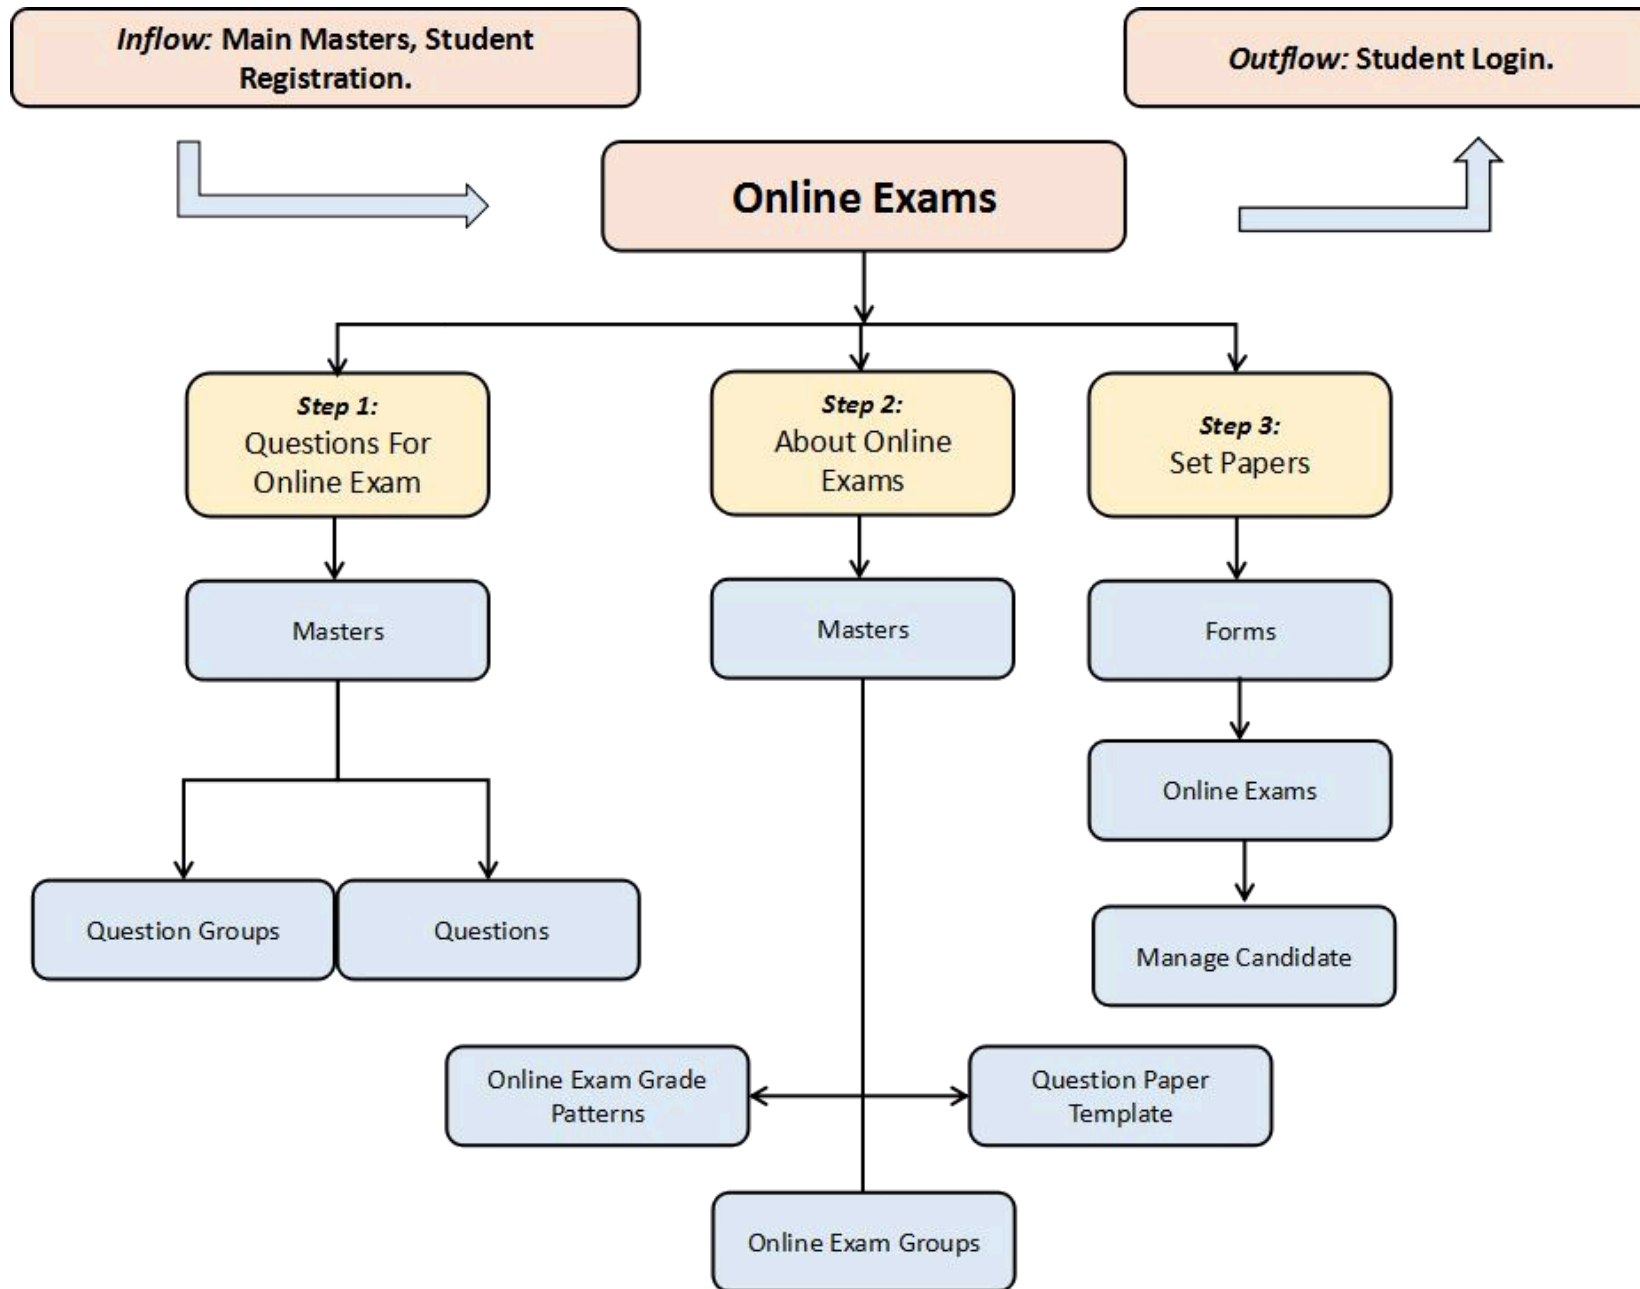 Inflow: Main Masters, Student
Registration.
Outflow: Student Login.
Online Exams
Step 1:
Questions For
Online Exam
Step 2:
About Online
Exams
Step 3:
Set Papers
Masters
Masters
Forms
Online Exams
Question Groups
Questions
Manage Candidate
Online Exam Grade
Patterns
Question Paper
Template
Online Exam Groups